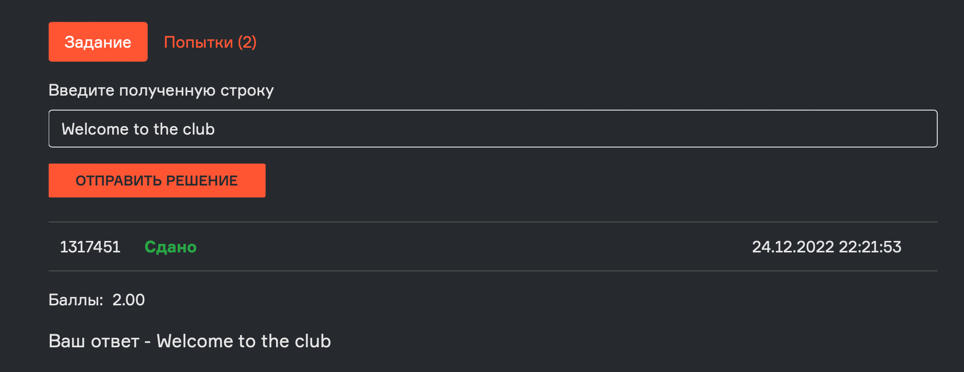 Задание Попытки (2)
Введите полученную строку
Welcome to the club
ОТПРАВИТЬ РЕШЕНИЕ
1317451 Сдано 24.12.2022 22:21:53
Баллы: 2.00
Ваш ответ - Welcome to the club